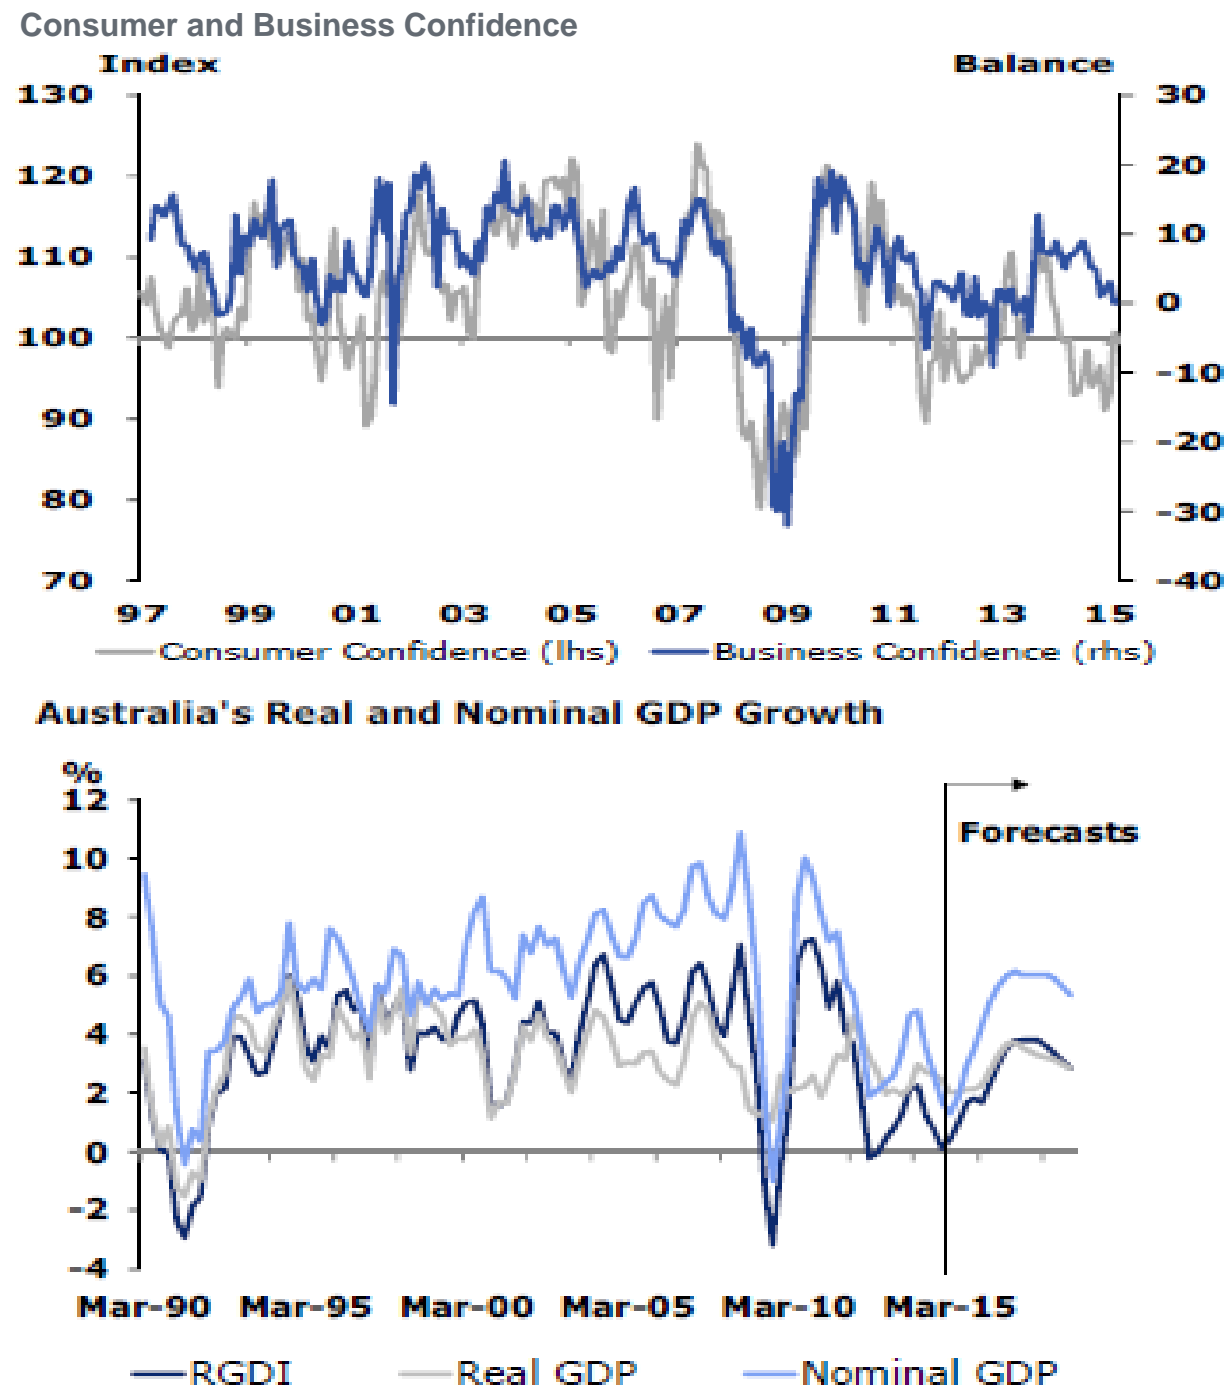 Consumer and Business Confidence
Index Balance
130 30
120 20
110 10
100 0
90 -10
80 -20
70 -30
-40
97 99 01 03 05 07 09 11 13 15
Consumer Confidence (lhs) Business Confidence (rhs)
Australia's Real and Nominal GDP Growth
%
12
Forecasts
10
8
6
4
2
0
-2
-4
Mar-90 Mar-95 Mar-00 Mar-05 Mar-10 Mar-15
RGDI Real GDP Nominal GDP